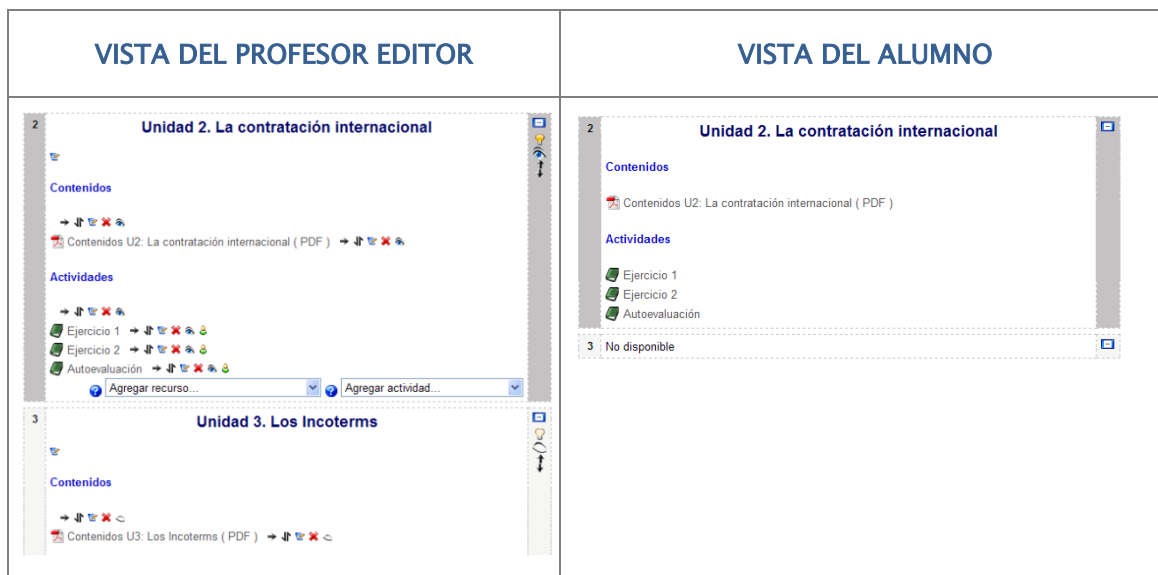 VISTA DEL PROFESOR EDITOR
2
Unidad 2. La contratación internacional
Contenidos
Contenidos U2: La contratación internacional ( PDF )
Actividades
Ejercicio 1
Ejercicio 2
Autoevaluación
Agregar recurso... Agregar actividad...
3
Unidad 3. Los Incoterms
Contenidos
Contenidos U3: Los Incoterms ( PDF )
VISTA DEL ALUMNO
2
Unidad 2. La contratación internacional
Contenidos
Contenidos U2: La contratación internacional ( PDF )
Actividades
Ejercicio 1
Ejercicio 2
Autoevaluación
3 No disponible